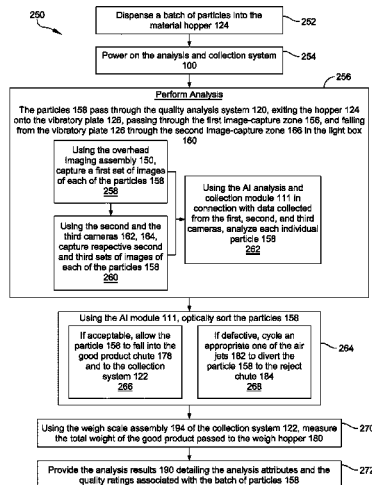 250
Dispense a batch of particles into the
material hopper 124
252
Power on the analysis and collection system
100
254
256
Perform Analysis
The particles 158 pass through the quality analysis system 120, exiting the hopper 124
onto the vibratory plate 126, passing through the first image-capture zone 156, and falling
from the vibratory plate 126 through the second image-capture zone 166 in the light box
160
Using the overhead
imaging assembly 150,
capture a first set of images
of each of the particles 158
258
Using the second and the
third cameras 162, 164,
capture respective second
and third sets of images of
each of the particles 158
260
Using the AI analysis and
collection module 111 in
connection with data collected
from the first, second, and third
cameras, analyze each individual
particle 158
262
Using the AI module 111, optically sort the particles 158
264
If acceptable, allow the
particle 158 to fall into the
good product chute 178
and to the collection
system 122
266
If defective, cycle an
appropriate one of the air
jets 182 to divert the
particle 158 to the reject
chute 184
268
Using the weigh scale assembly 194 of the collection system 122, measure
the total weight of the good product passed to the weigh hopper 180
270
Provide the analysis results 190 detailing the analysis attributes and the
quality ratings associated with the batch of particles 158
272